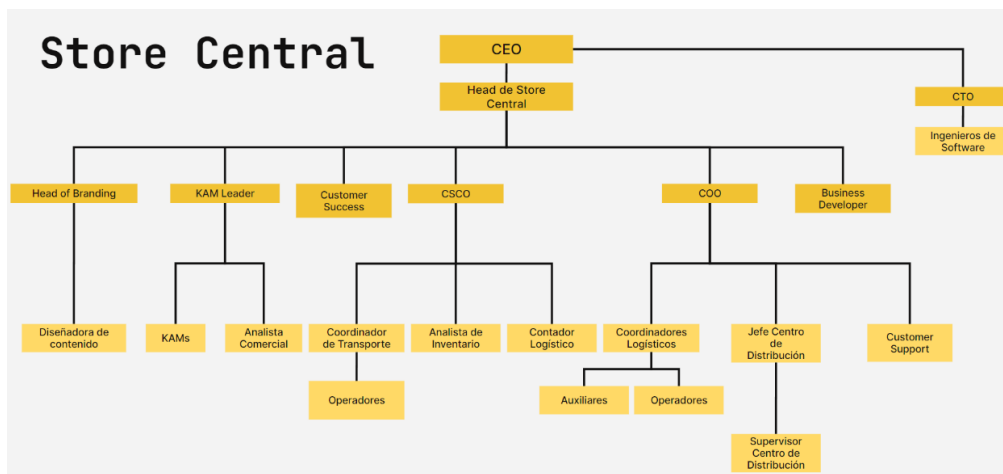 Store Central
CEO
Head de Store
Central
CTO
Ingenieros de
Software
Head of Branding
KAM Leader
Customer
Success
CSCO
COO
Business
Developer
Diseñadora de
contenido
KAMs
Analista
Comercial
Coordinador
de Transporte
Analista de
Inventario
Contador
Logístico
Coordinadores
Logísticos
Jefe Centro
de
Distribución
Customer
Support
Operadores
Auxiliares
Operadores
Supervisor
Centro de
Distribución